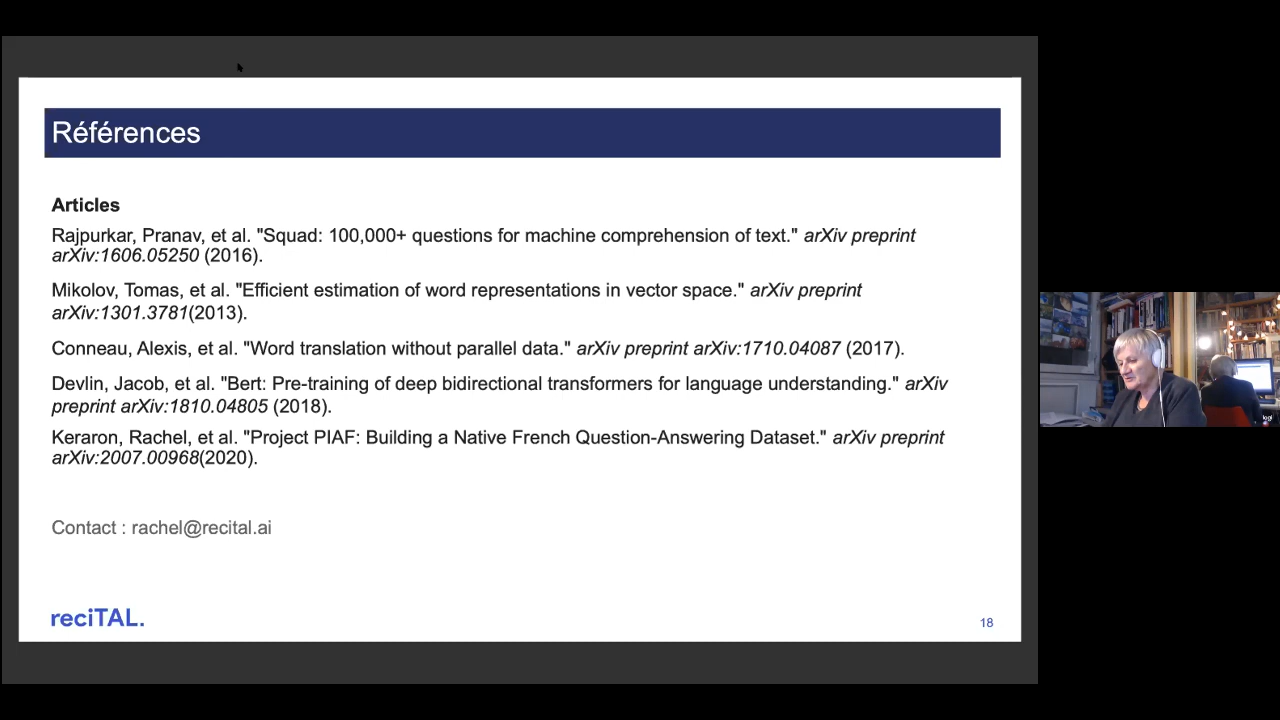 Références
Articles
Rajpurkar, Pranav, et al. "Squad: 100,000+ questions for machine comprehension of text." arXiv preprint
arXiv:1606.05250 (2016).
Mikolov, Tomas, et al. "Efficient estimation of word representations in vector space." arXiv preprint
arXiv:1301.3781(2013).
Conneau, Alexis, et al. "Word translation without parallel data." arXiv preprint arXiv:1710.04087 (2017).
Devlin, Jacob, et al. "Bert: Pre-training of deep bidirectional transformers for language understanding." arXiv
preprint arXiv:1810.04805 (2018).
Keraron, Rachel, et al. "Project PIAF: Building a Native French Question-Answering Dataset." arXiv preprint
arXiv:2007.00968(2020).
Contact : rachel@recital.ai
reciTAL.
18